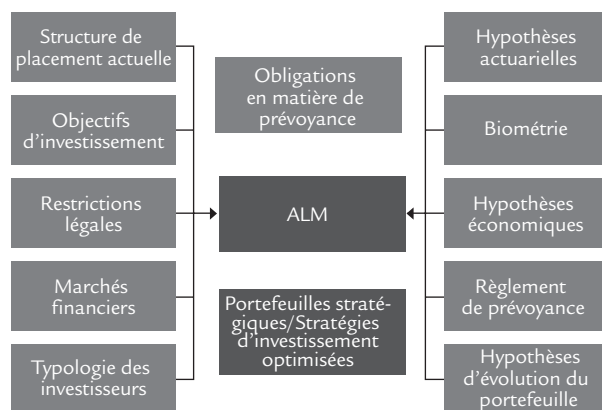 Structure de
placement actuelle
Objectifs
d'investissement
Restrictions
légales
Marchés
financiers
Typologie des
investisseurs
Obligations
en matière de
prévoyance
ALM
Portefeuilles straté-
giques/Stratégies
d'investissement
optimisées
Hypothèses
actuarielles
Biométrie
Hypothèses
économiques
Règlement
de prévoyance
Hypothèses
d'évolution du
portefeuille